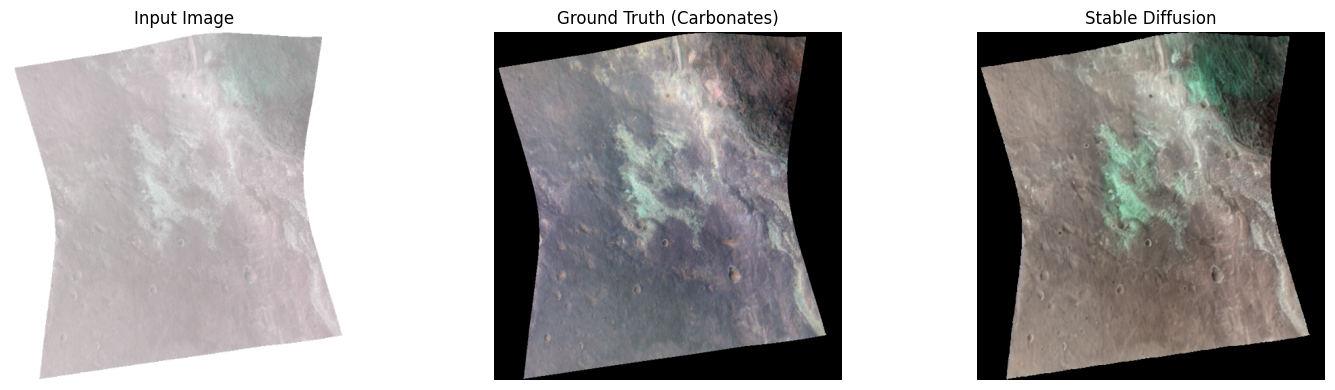 Input Image
Ground Truth (Carbonates)
Stable Diffusion